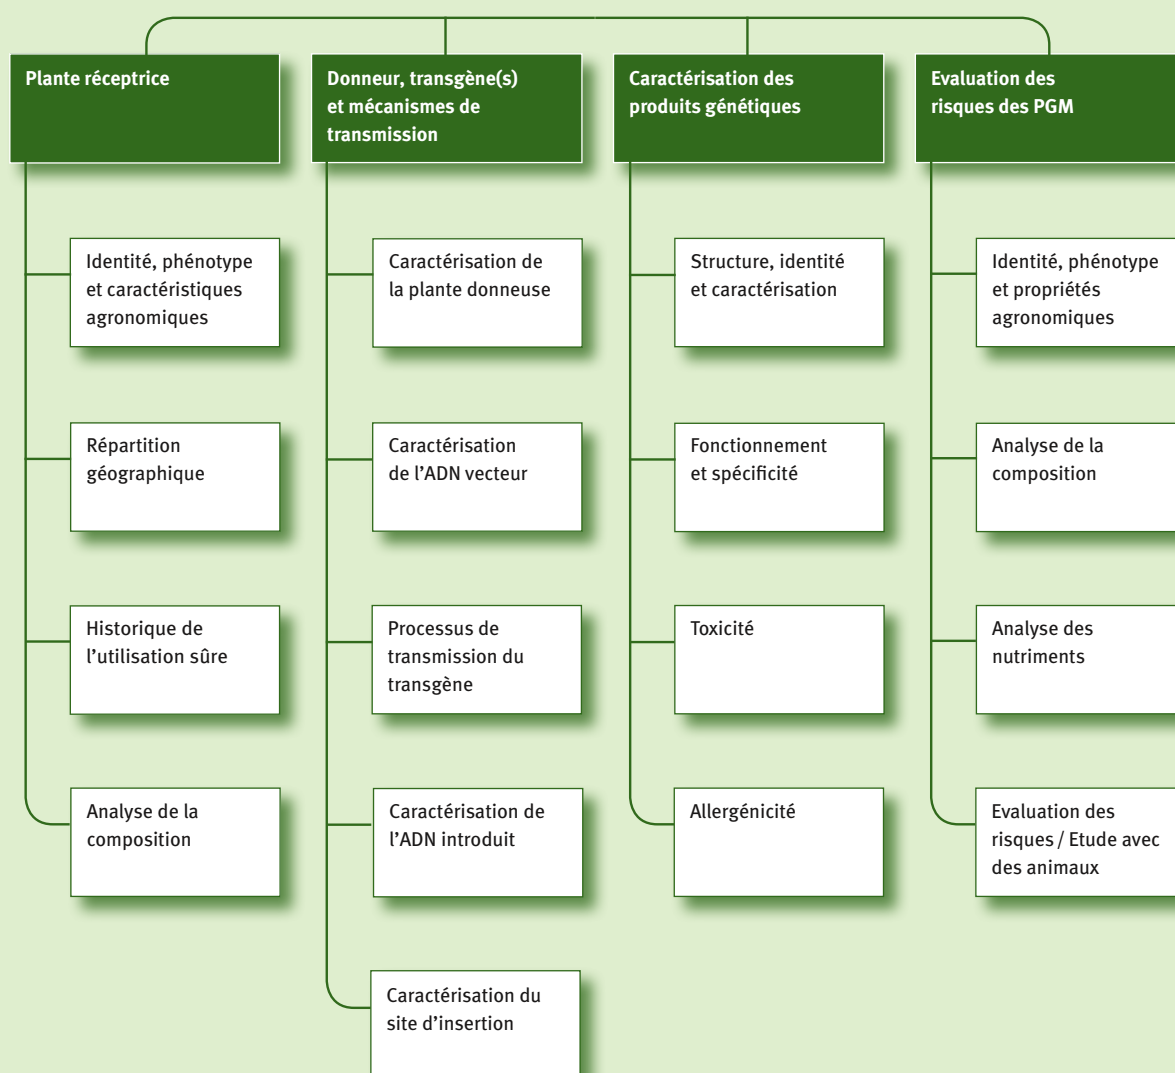 Plante réceptrice
Donneur, transgène(s)
et mécanismes de
transmission
Caractérisation des
produits génétiques
Evaluation des
risques des PGM
Identité, phénotype
et caractéristiques
agronomiques
Répartition
géographique
Historique de
l’utilisation sûre
Analyse de la
composition
Caractérisation de
la plante donneuse
Caractérisation
de l’ADN vecteur
Processus de
transmission du
transgène
Caractérisation de
l’ADN introduit
Caractérisation du
site d’insertion
Structure, identité
et caractérisation
Fonctionnement
et spécificité
Toxicité
Allergénicité
Identité, phénotype
et propriétés
agronomiques
Analyse de la
composition
Analyse des
nutriments
Evaluation des
risques / Etude avec
des animaux